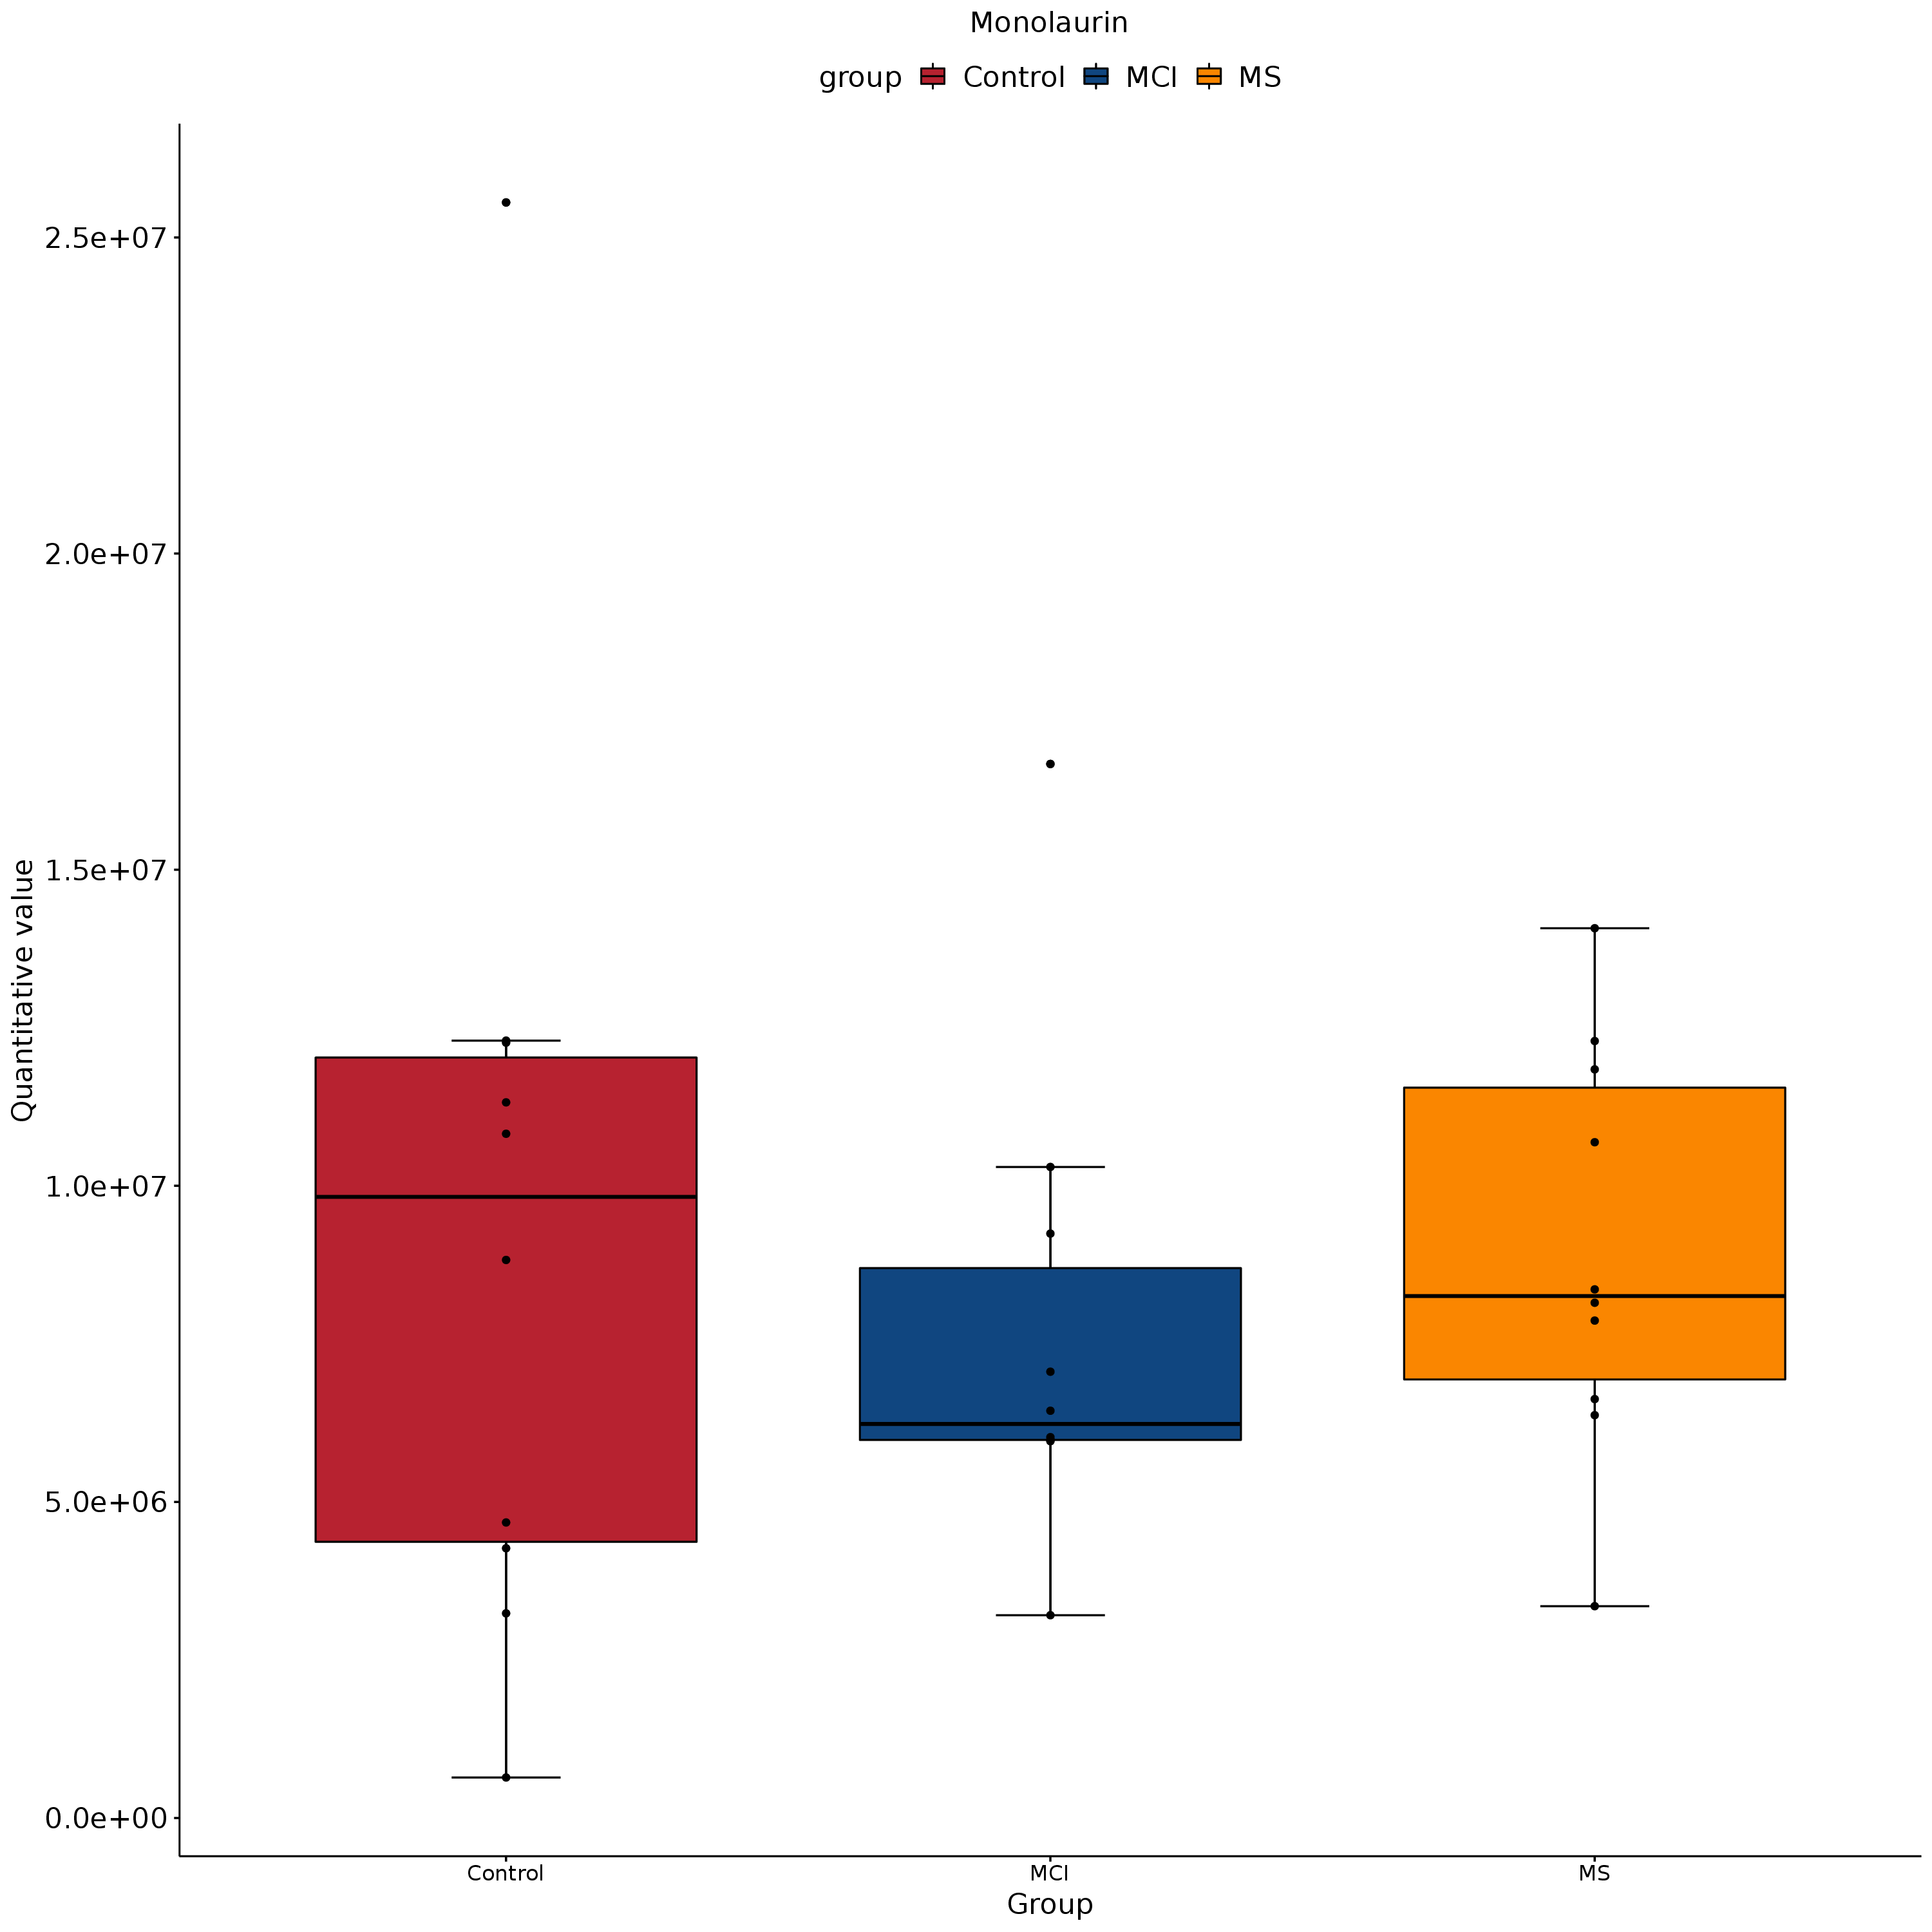 Monolaurin
group Control MCI MS
Quantitative value
2.5e+07
2.0e+07
1.5e+07
1.0e+07
5.0e+06
0.0e+00
Control MCI MS
Group